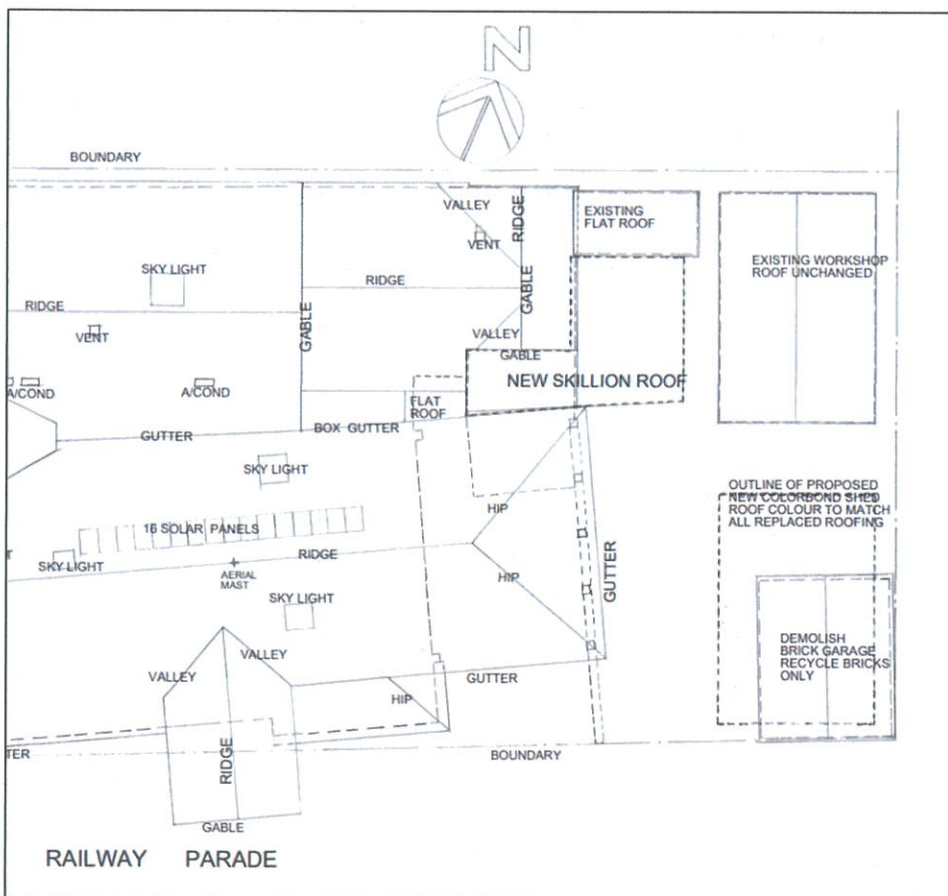 N
BOUNDARY
VALLEY
RIDGE
EXISTING
FLAT ROOF
VENT
EXISTING WORKSHOP
ROOF UNCHANGED
SKY LIGHT
RIDGE
GABLE
RIDGE
GABLE
VENT
VALLEY
GABLE
NEW SKILLION ROOF
A/COND
A/COND
FLAT
ROOF
GUTTER
BOX GUTTER
SKY LIGHT
OUTLINE OF PROPOSED
NEW COLORBOND SHED
ROOF COLOUR TO MATCH
ALL REPLACED ROOFING
HIP
16 SOLAR PANELS
RIDGE
T
SKY LIGHT
AERIAL
MAST
HIP
GUTTER
SKY LIGHT
DEMOLISH
BRICK GARAGE
RECYCLE BRICKS
ONLY
VALLEY
VALLEY
GUTTER
HIP
TER
RIDGE
BOUNDARY
GABLE
RAILWAY PARADE